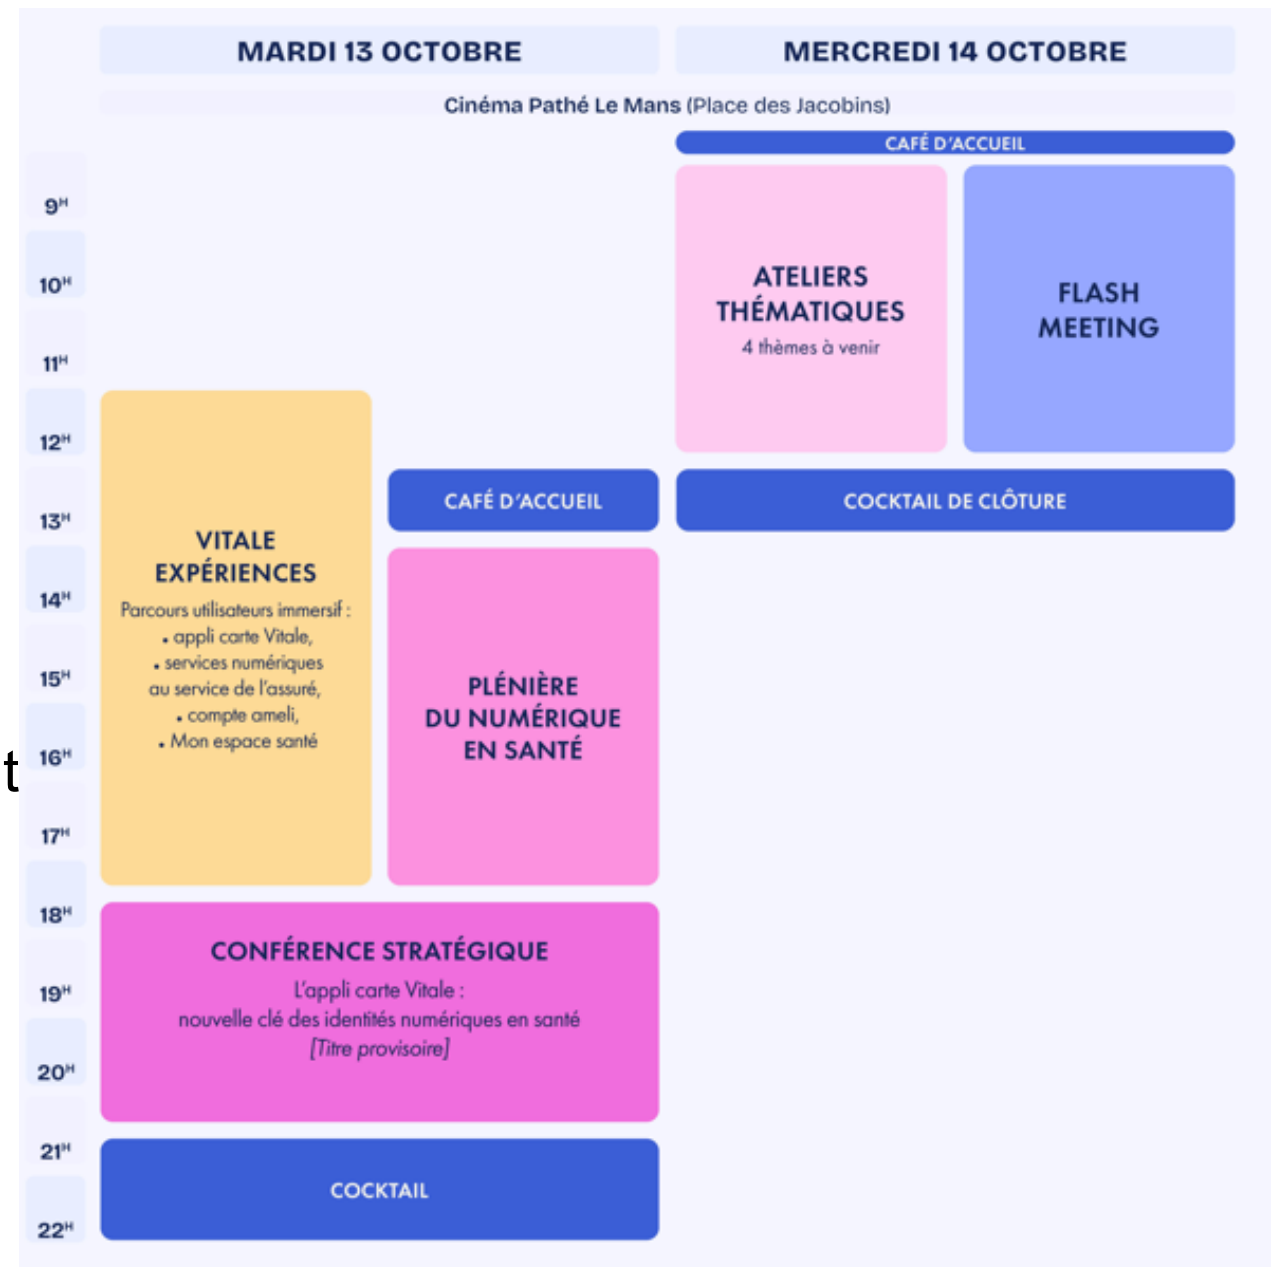 MARDI 13 OCTOBRE
MERCREDI 14 OCTOBRE
Cinéma Pathé Le Mans (Place des Jacobins)
CAFÉ D'ACCUEIL
9H
10H
11H
12H
13H
14H
15H
16H
17H
18H
19H
20H
21H
22H
t
VITALE
EXPÉRIENCES
Parcours utilisateurs immersif :
• appli carte Vitale,
• services numériques
au service de l'assuré,
• compte ameli,
• Mon espace santé
CAFÉ D'ACCUEIL
PLÉNIÈRE
DU NUMÉRIQUE
EN SANTÉ
CONFÉRENCE STRATÉGIQUE
L'appli carte Vitale :
nouvelle clé des identités numériques en santé
[Titre provisoire]
COCKTAIL
ATELIERS
THÉMATIQUES
4 thèmes à venir
FLASH
MEETING
COCKTAIL DE CLÔTURE